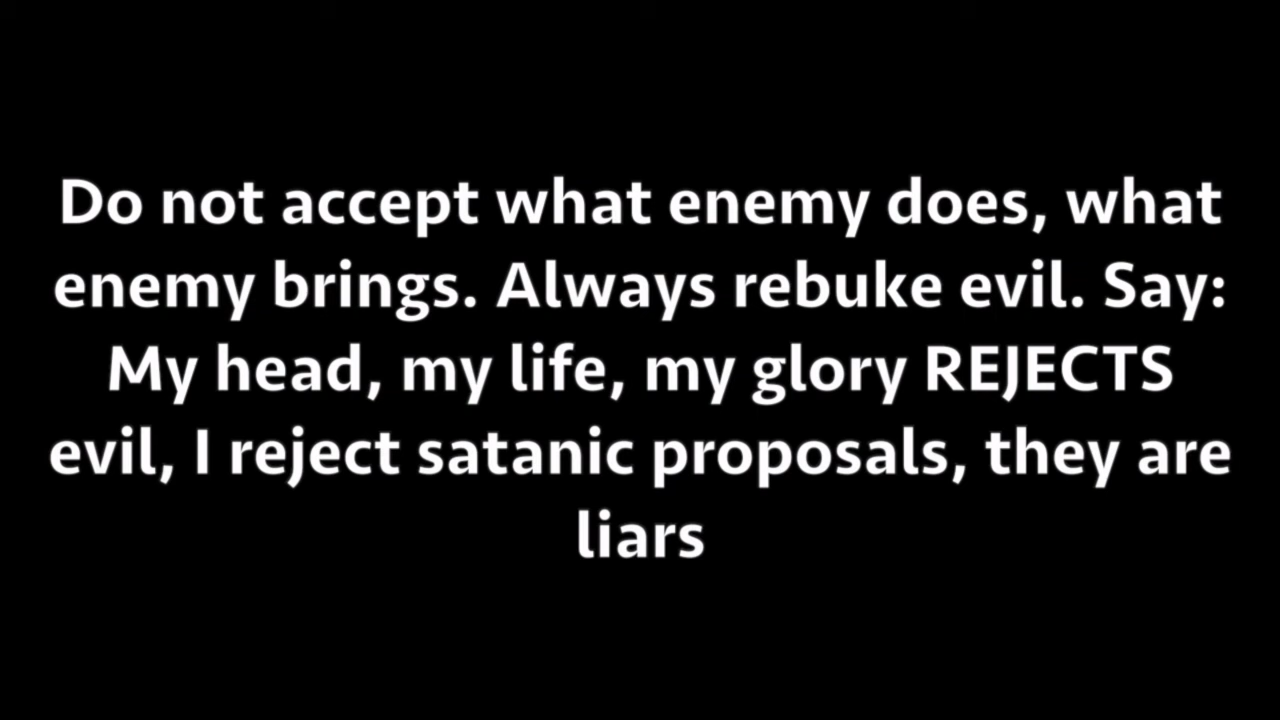 Do not accept what enemy does, what
enemy brings. Always rebuke evil. Say:
My head, my life, my glory REJECTS
evil, I reject satanic proposals, they are
liars